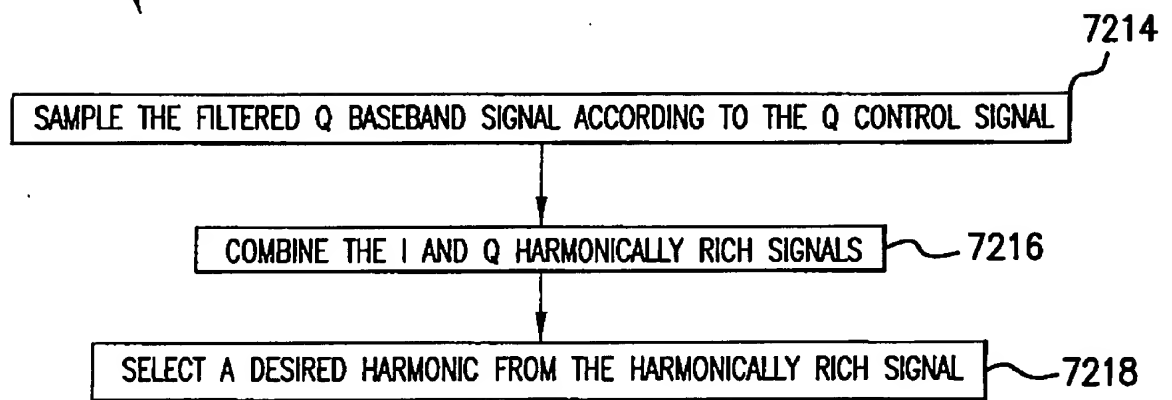 7214
SAMPLE THE FILTERED Q BASEBAND SIGNAL ACCORDING TO THE Q CONTROL SIGNAL
COMBINE THE I AND Q HARMONICALLY RICH SIGNALS
7216
SELECT A DESIRED HARMONIC FROM THE HARMONICALLY RICH SIGNAL
7218